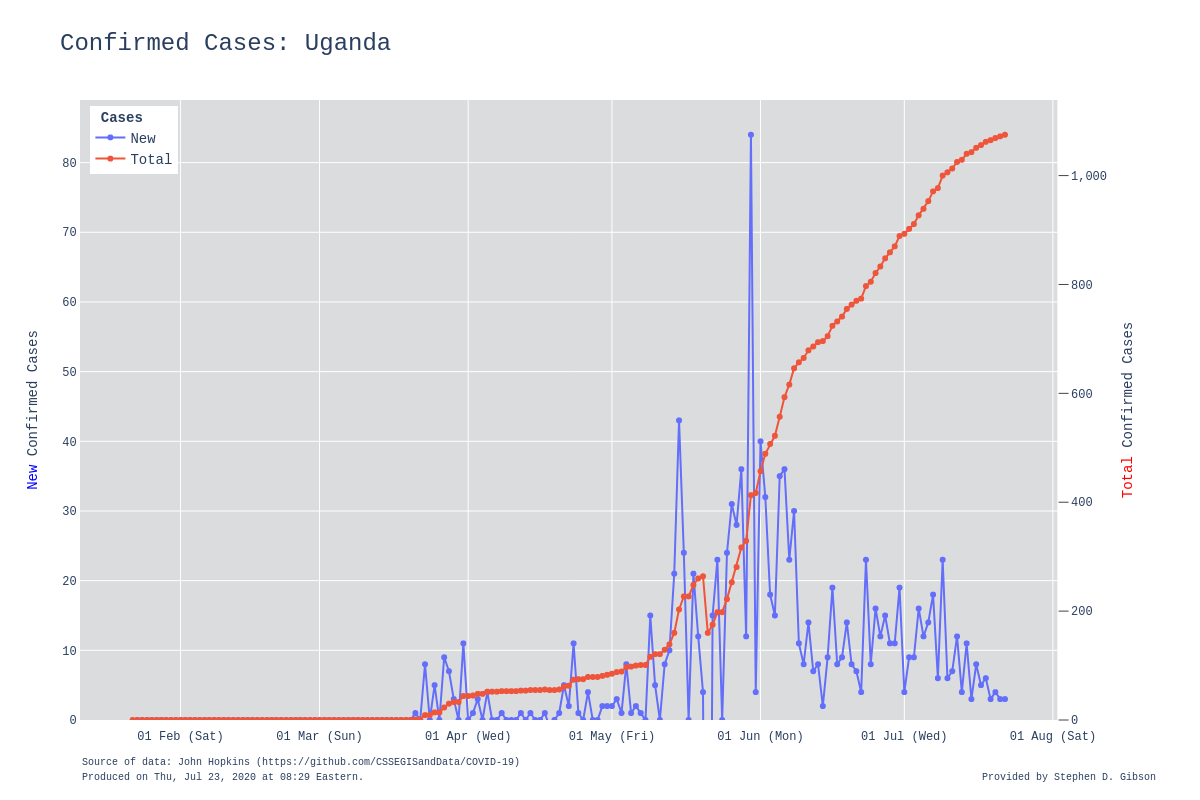 Confirmed Cases: Uganda
Cases
New
Total
80
70
60
50
40
30
20
10
0
1,000
800
600
400
200
0
New Confirmed Cases
Total Confirmed Cases
01 Feb (Sat)
01 Mar (Sun)
01 Apr (Wed)
01 May (Fri)
01 Jun (Mon)
01 Jul (Wed)
01 Aug (Sat)
Source of data: John Hopkins (https://github.com/CSSEGISandData/COVID-19)
Produced on Thu, Jul 23, 2020 at 08:29 Eastern.
Provided by Stephen D. Gibson